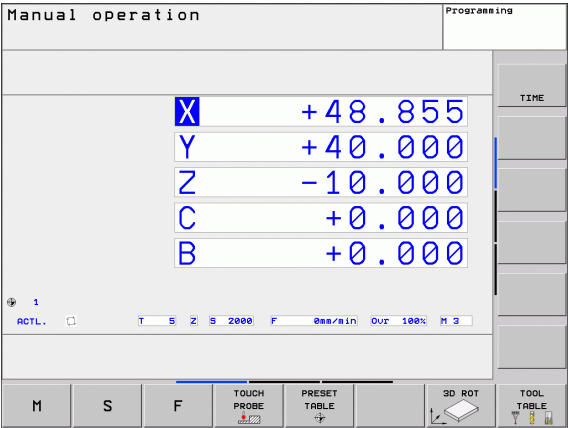 Manual operation
Programming
TIME
X +48.855
Y +40.000
Z -10.000
C +0.000
B +0.000
1
ACTL. T 5 Z S 2000 F 0mm/min Ovr 100% M 3
M S F TOUCH PROBE PRESET TABLE 3D ROT TOOL TABLE